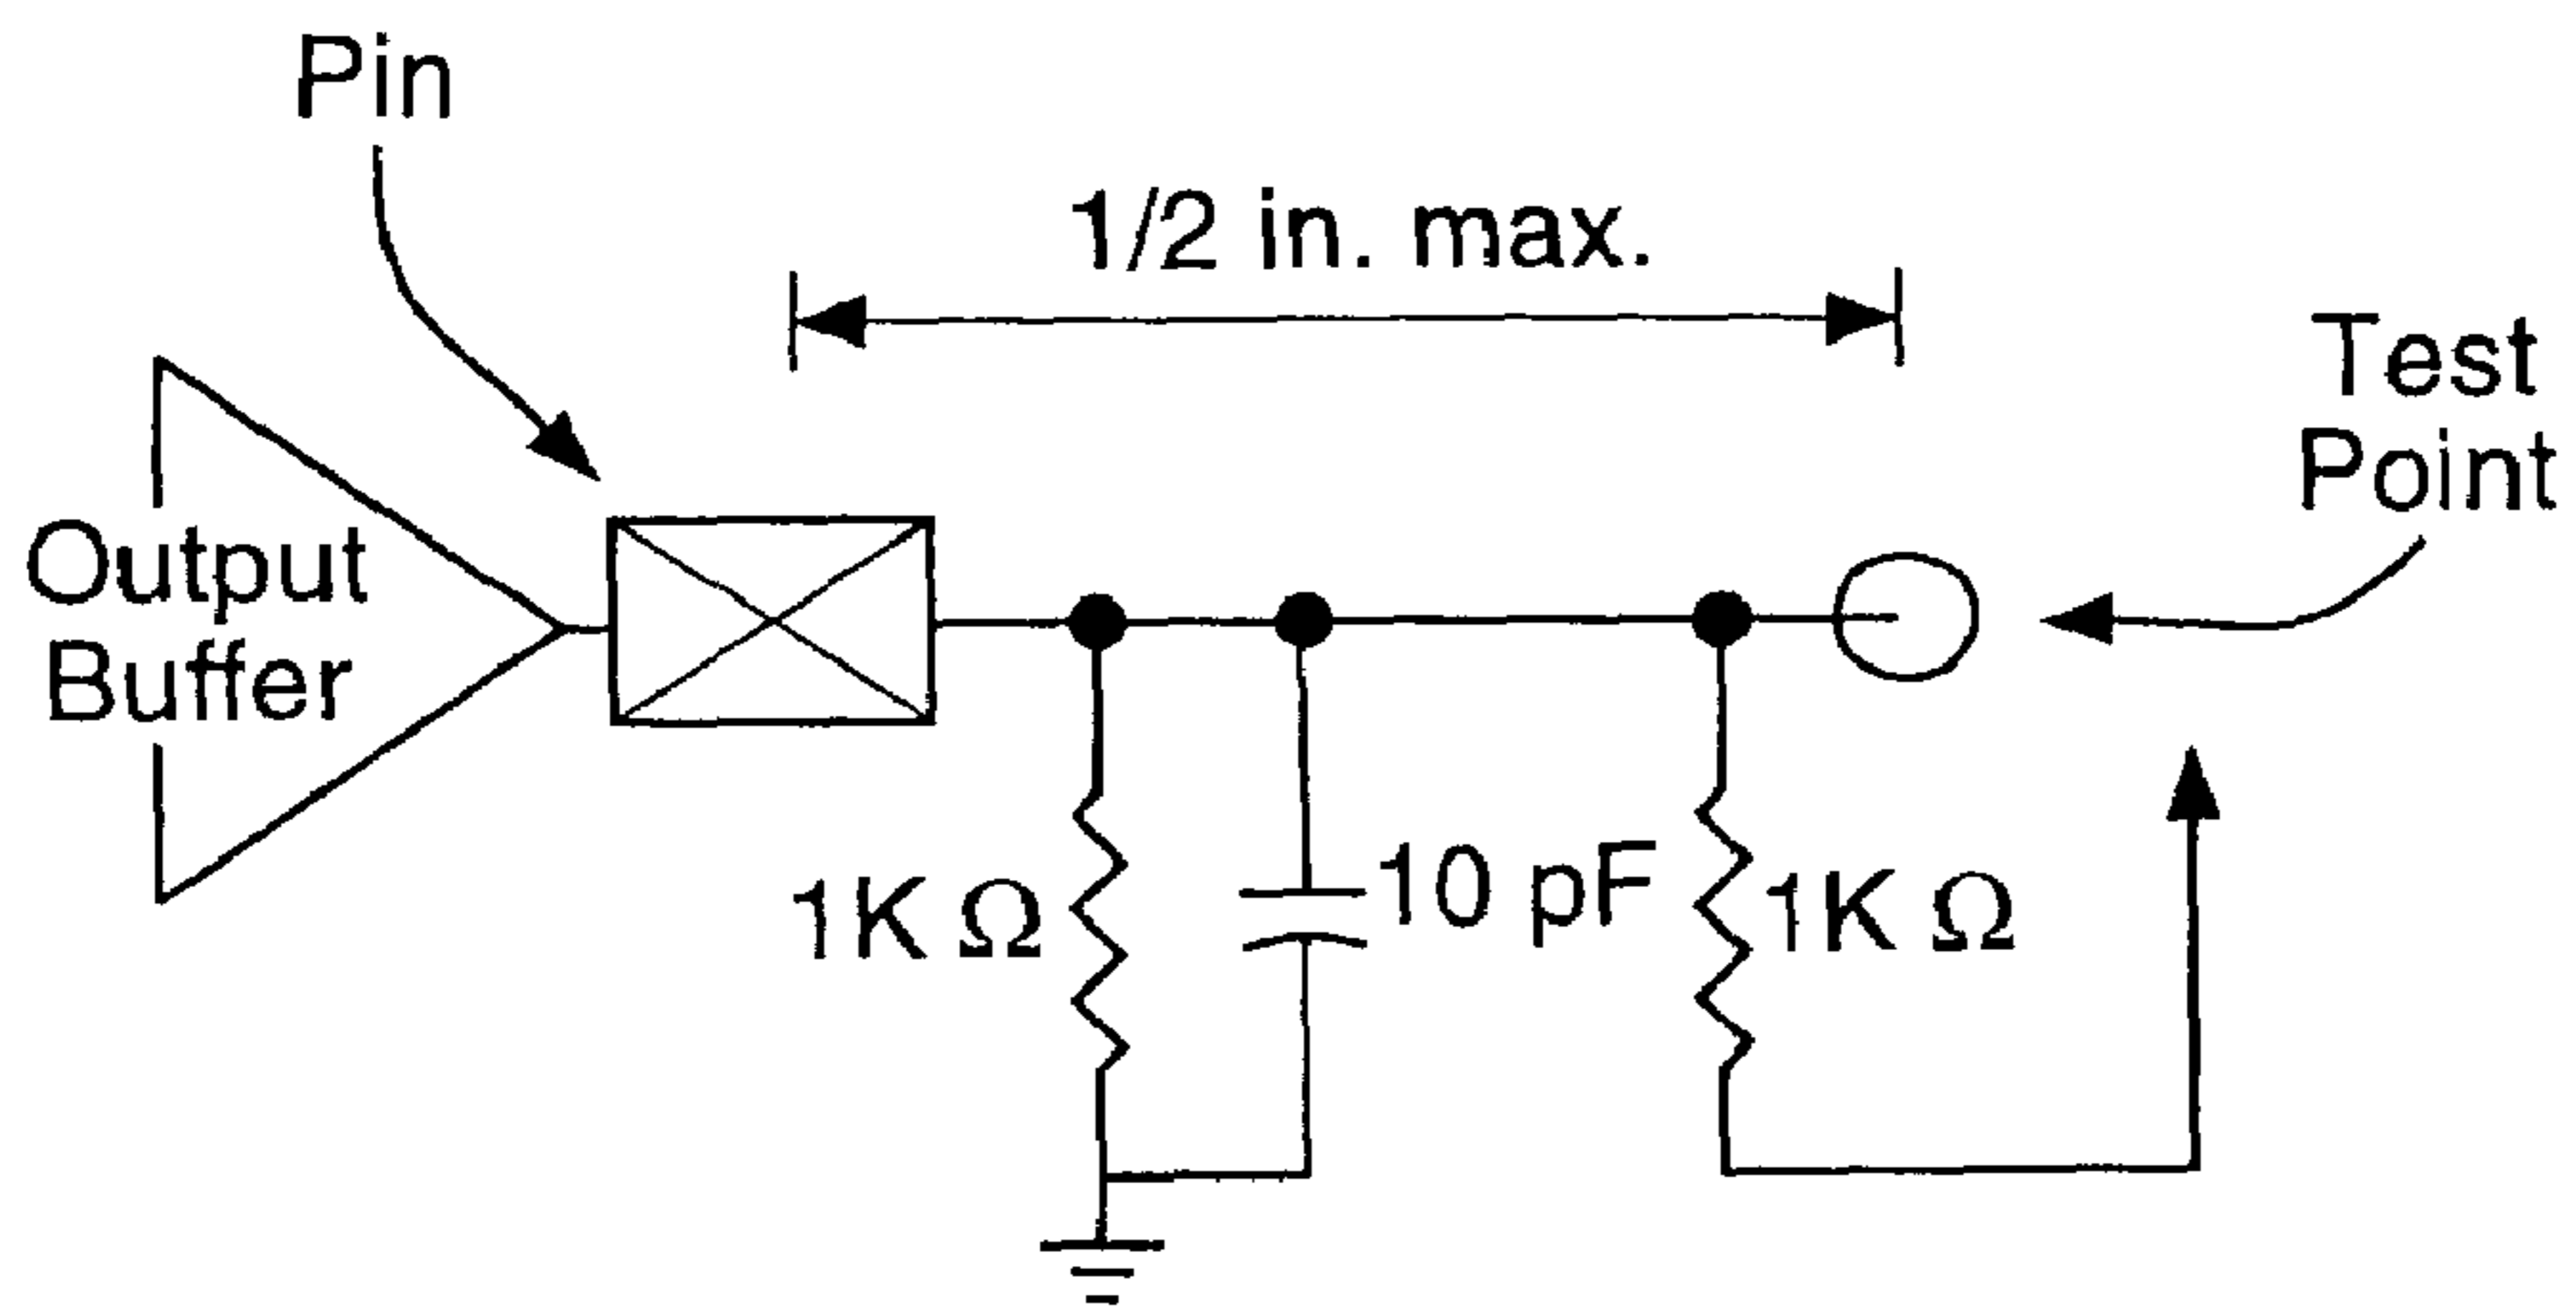 Pin
1/2 in. max.
Test
Point
Output
Buffer
1K Ω
10 pF
1K Ω